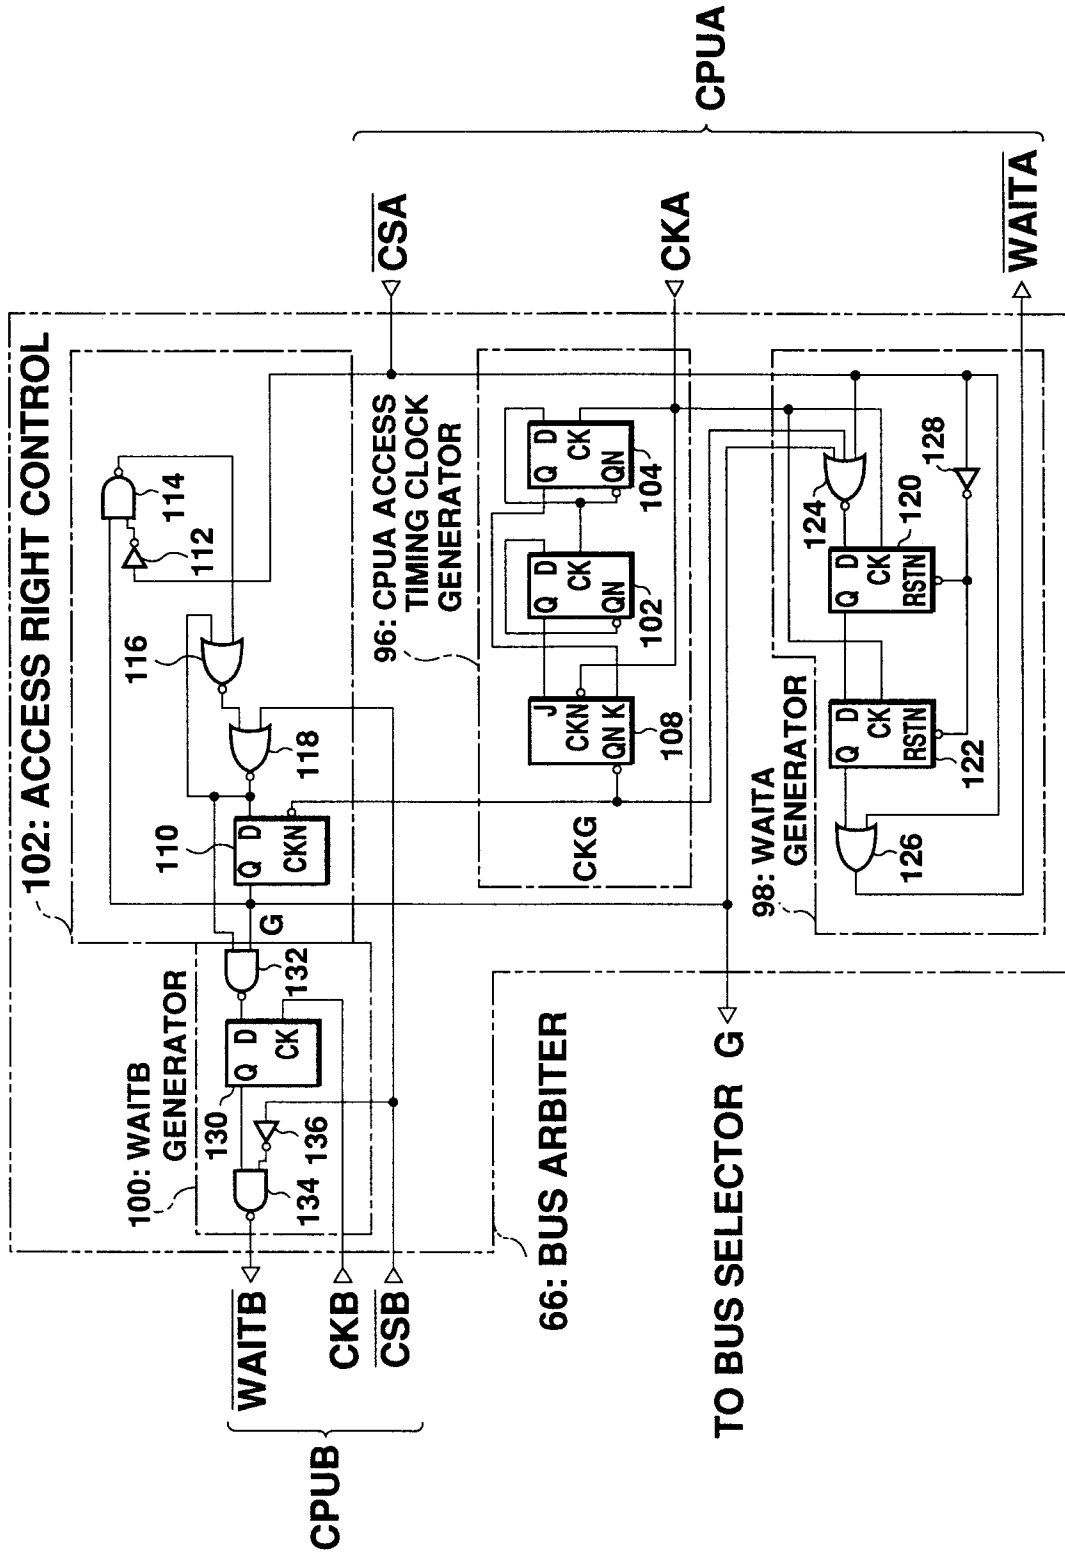 102: ACCESS RIGHT CONTROL
114
112
116
118
110
Q
D
CKN
G
100: WAITB
GENERATOR
132
Q
D
CK
130
136
134
WAITB
CKB
CSB
CPUB
66: BUS ARBITER
TO BUS SELECTOR G
96: CPUA ACCESS
TIMING CLOCK
GENERATOR
D
Q
CK
QN
104
D
Q
CK
QN
102
J
CKN
QN
K
108
CKG
CSA
CKA
WAITA
CPUA
98: WAITA
GENERATOR
124
128
120
D
Q
CK
RSTN
D
Q
CK
RSTN
122
126